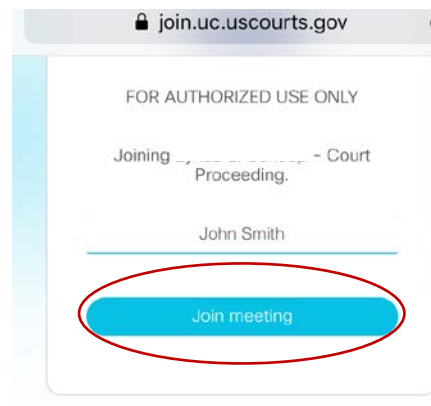 join.uc.uscourts.gov
FOR AUTHORIZED USE ONLY
Joining - Court
Proceeding.
John Smith
Join meeting